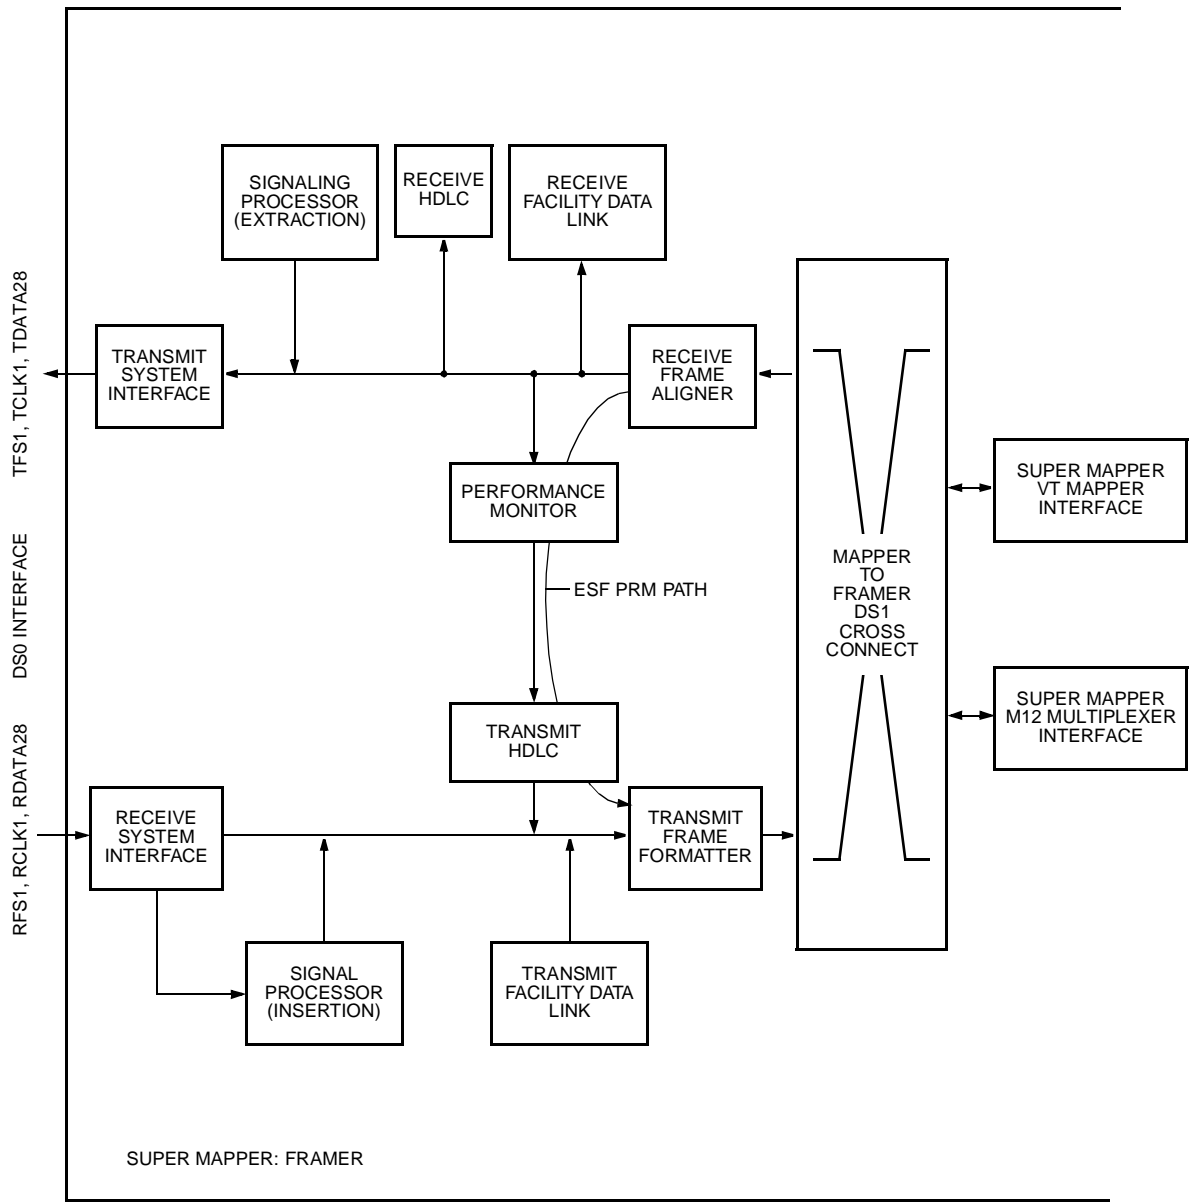 SIGNALING
PROCESSOR
(EXTRACTION)
RECEIVE
HDLC
RECEIVE
FACILITY DATA
LINK
TFS1, TCLK1, TDATA28
TRANSMIT
SYSTEM
INTERFACE
RECEIVE
FRAME
ALIGNER
PERFORMANCE
MONITOR
SUPER MAPPER
VT MAPPER
INTERFACE
DS0 INTERFACE
ESF PRM PATH
MAPPER
TO
FRAMER
DS1
CROSS
CONNECT
SUPER MAPPER
M12 MULTIPLEXER
INTERFACE
TRANSMIT
HDLC
RFS1, RCLK1, RDATA28
RECEIVE
SYSTEM
INTERFACE
TRANSMIT
FRAME
FORMATTER
SIGNAL
PROCESSOR
(INSERTION)
TRANSMIT
FACILITY DATA
LINK
SUPER MAPPER: FRAMER